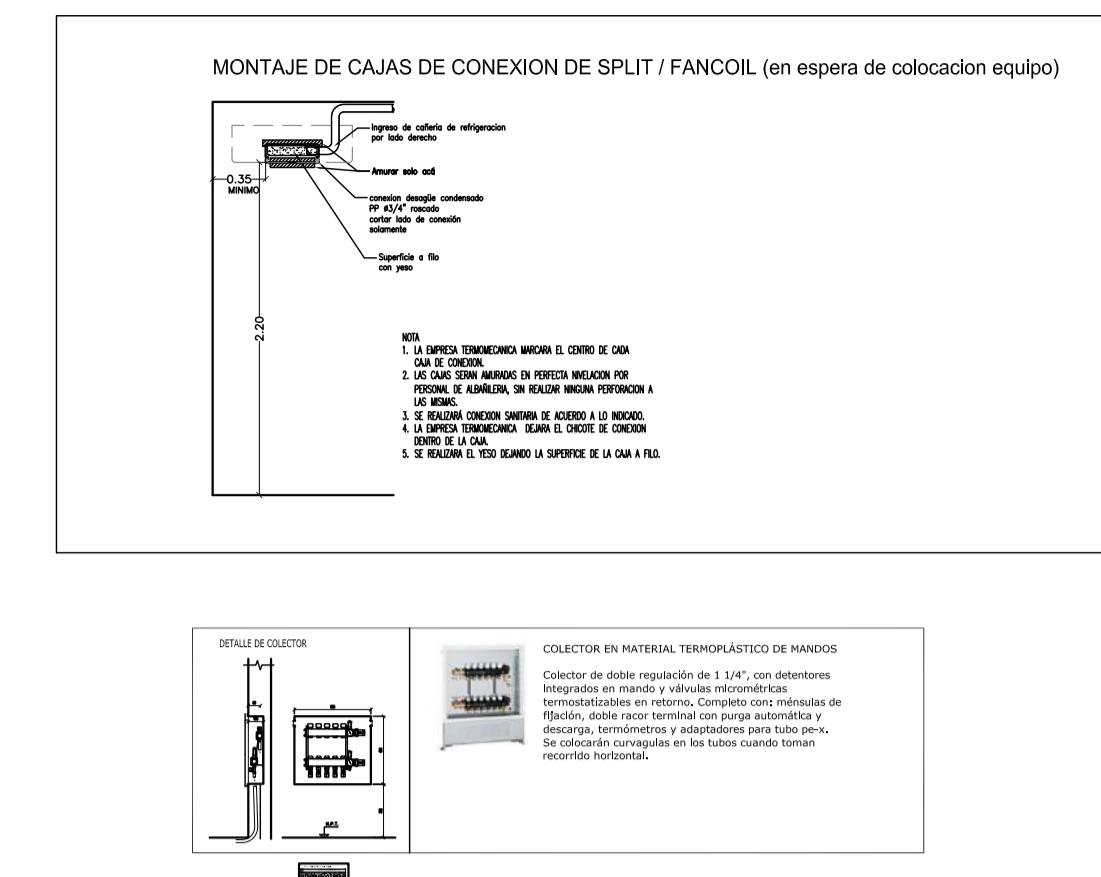 MONTAJE DE CAJAS DE CONEXION DE SPLIT / FANCOIL (en espera de colocacion equipo)
Ingreso de cañeria de refrigeracion
por lado derecho
Amurar solo acá
0.35
MINIMO
conexion desagüe condensado
PP ø3/4" roscado
cortar lado de conexión
solamente
Superficie a filo
con yeso
2.20
NOTA
1. LA EMPRESA TERMOMECANICA MARCARA EL CENTRO DE CADA
CAJA DE CONEXION.
2. LAS CAJAS SERAN AMURADAS EN PERFECTA NIVELACION POR
PERSONAL DE ALBAÑILERIA, SIN REALIZAR NINGUNA PERFORACION A
LAS MISMAS.
3. SE REALIZARÁ CONEXION SANITARIA DE ACUERDO A LO INDICADO.
4. LA EMPRESA TERMOMECANICA DEJARA EL CHICOTE DE CONEXION
DENTRO DE LA CAJA.
5. SE REALIZARA EL YESO DEJANDO LA SUPERFICIE DE LA CAJA A FILO.
DETALLE DE COLECTOR
N.P.T.
COLECTOR EN MATERIAL TERMOPLÁSTICO DE MANDOS
Colector de doble regulación de 1 1/4", con detentores
integrados en mando y válvulas micrométricas
termostatizables en retorno. Completo con: ménsulas de
fijación, doble racor terminal con purga automática y
descarga, termómetros y adaptadores para tubo pe-x.
Se colocarán curvagulas en los tubos cuando toman
recorrido horizontal.